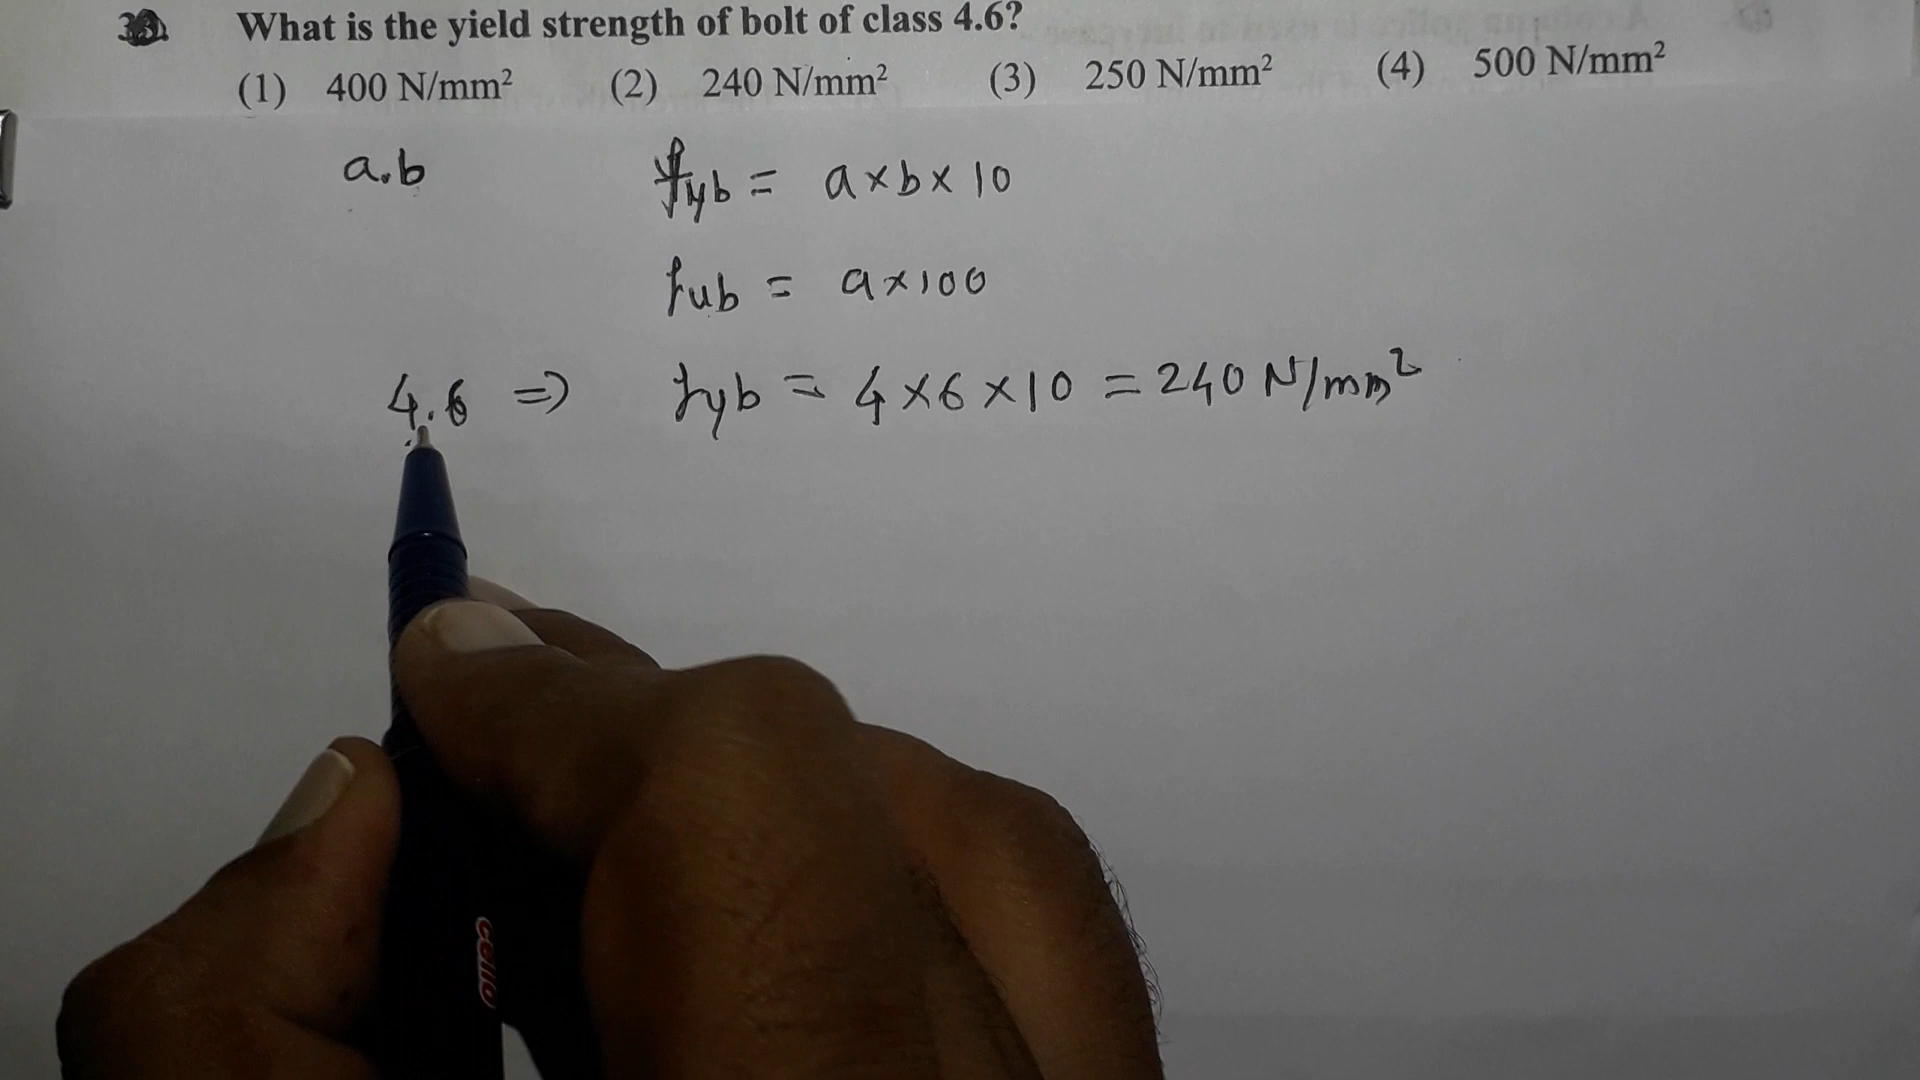 What is the yield strength of bolt of class 4.6?
(1) 400 N/mm² (2) 240 N/mm² (3) 250 N/mm² (4) 500 N/mm²
a.b fyb = a×b×10
fub = a×100
4.6 => fyb = 4×6×10 = 240 N/mm²
cello